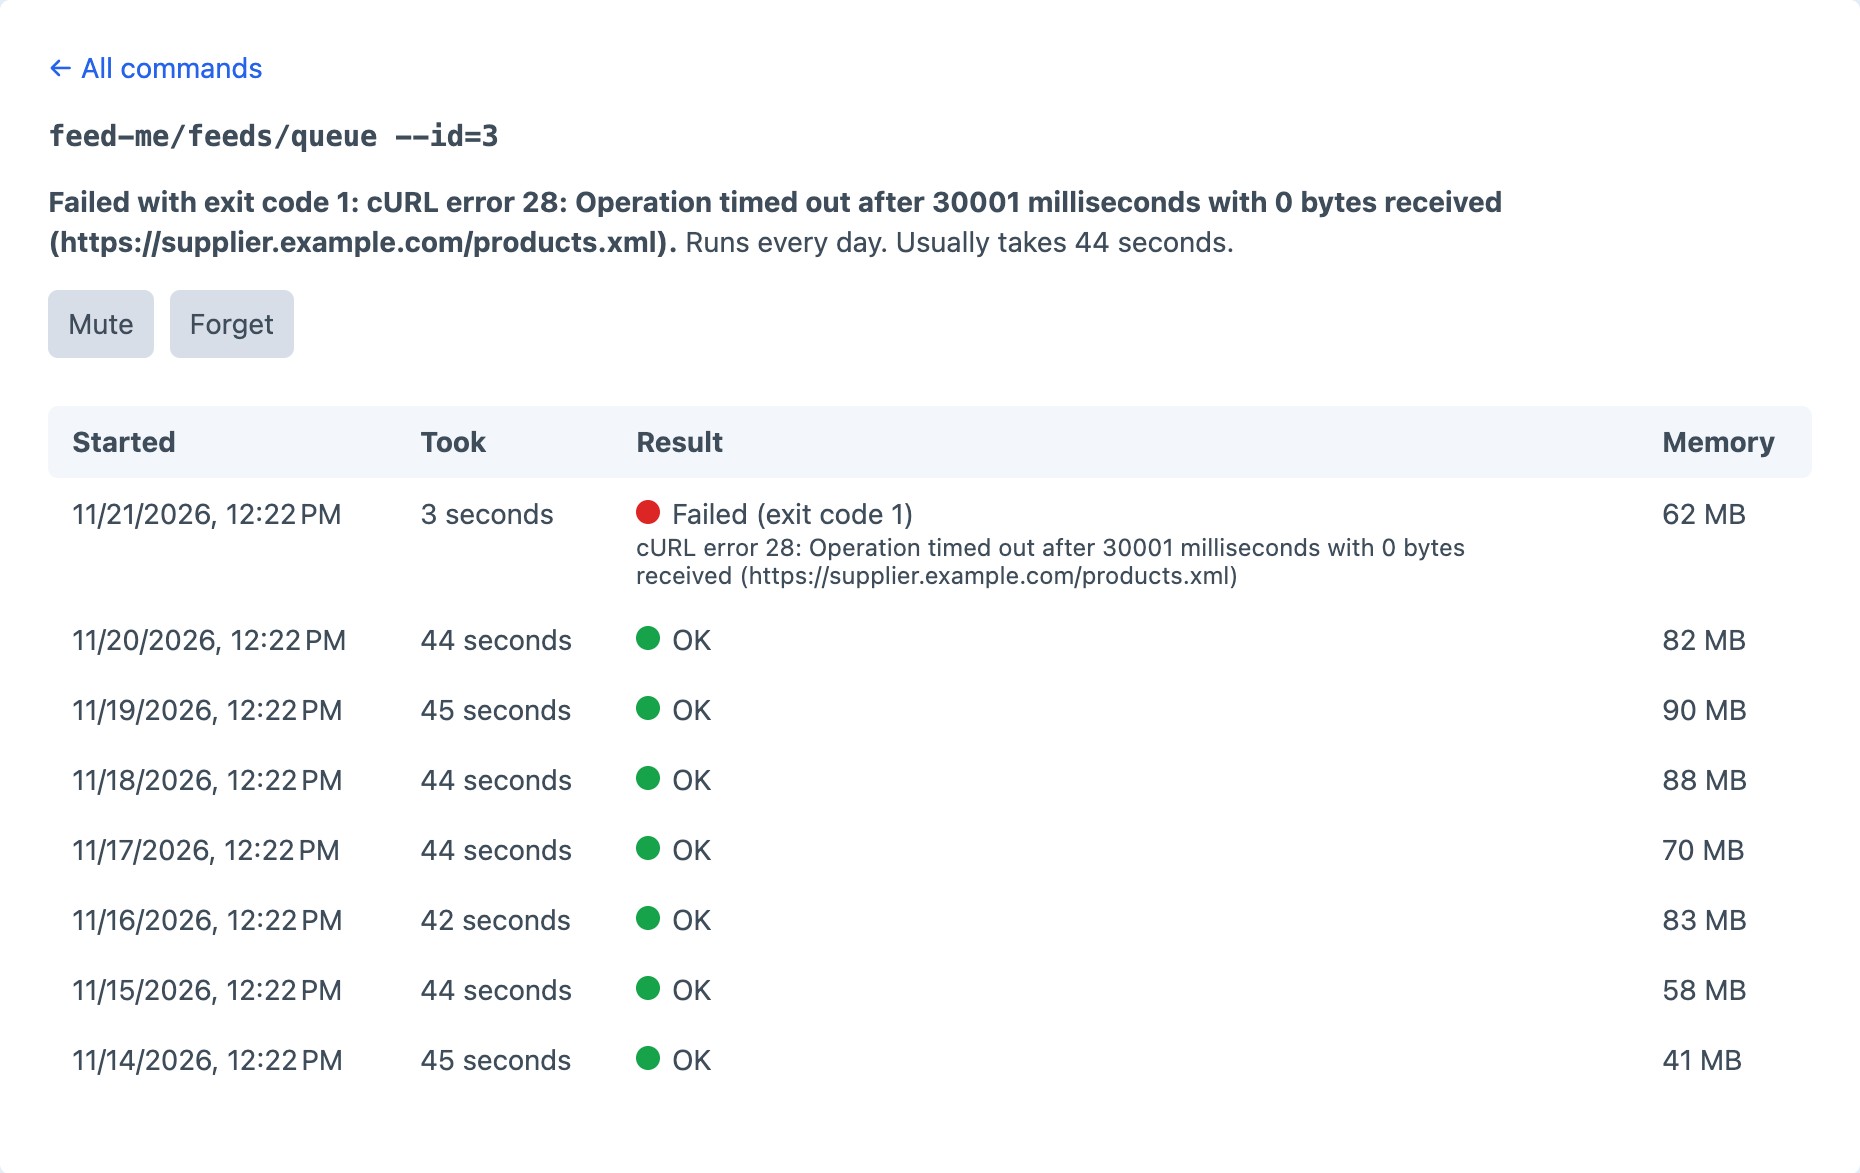 ← All commands
feed-me/feeds/queue --id=3
Failed with exit code 1: cURL error 28: Operation timed out after 30001 milliseconds with 0 bytes received
(https://supplier.example.com/products.xml). Runs every day. Usually takes 44 seconds.
Mute Forget
Started Took Result Memory
11/21/2026, 12:22 PM 3 seconds Failed (exit code 1) 62 MB
cURL error 28: Operation timed out after 30001 milliseconds with 0 bytes
received (https://supplier.example.com/products.xml)
11/20/2026, 12:22 PM 44 seconds OK 82 MB
11/19/2026, 12:22 PM 45 seconds OK 90 MB
11/18/2026, 12:22 PM 44 seconds OK 88 MB
11/17/2026, 12:22 PM 44 seconds OK 70 MB
11/16/2026, 12:22 PM 42 seconds OK 83 MB
11/15/2026, 12:22 PM 44 seconds OK 58 MB
11/14/2026, 12:22 PM 45 seconds OK 41 MB